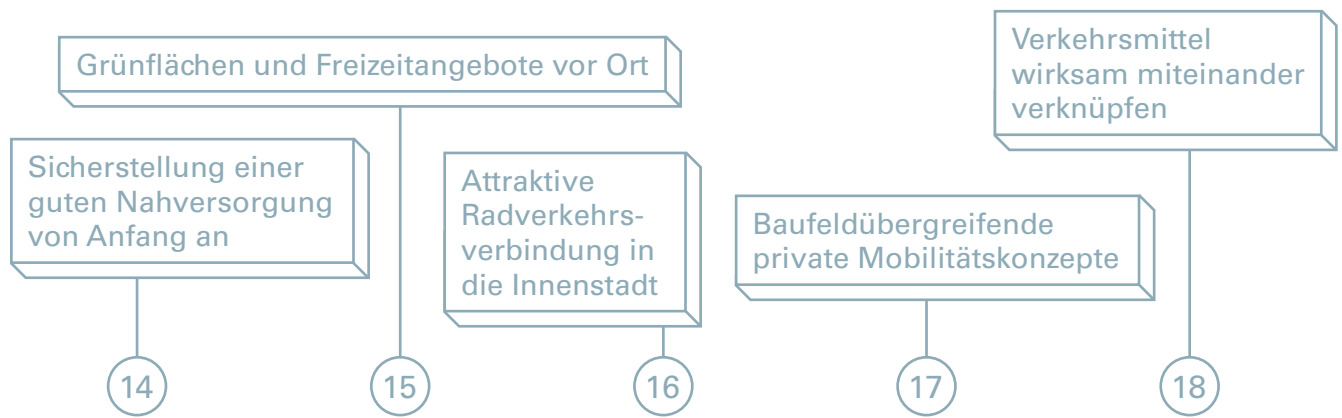 Grünflächen und Freizeitangebote vor Ort
Sicherstellung einer
guten Nahversorgung
von Anfang an
Attraktive
Radverkehrs-
verbindung in
die Innenstadt
Baufeldübergreifende
private Mobilitätskonzepte
Verkehrsmittel
wirksam miteinander
verknüpfen
14
15
16
17
18